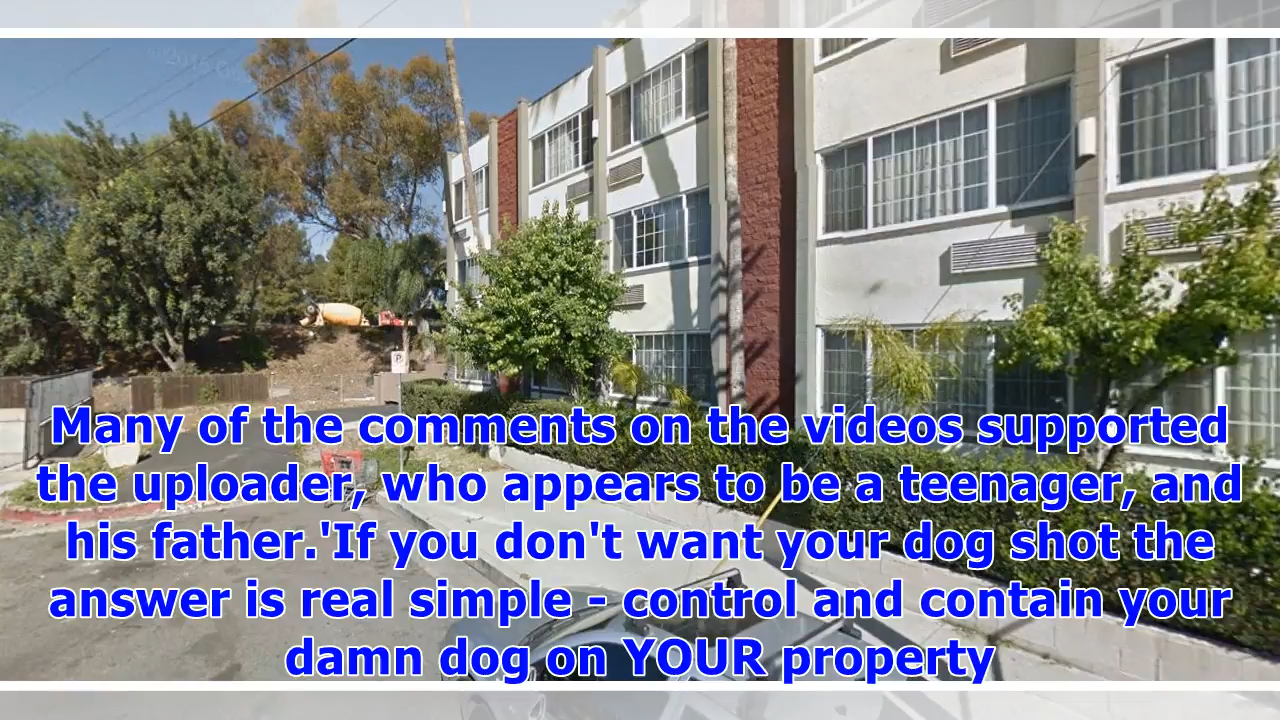 Many of the comments on the videos supported
the uploader, who appears to be a teenager, and
his father.'If you don't want your dog shot the
answer is real simple - control and contain your
damn dog on YOUR property
P